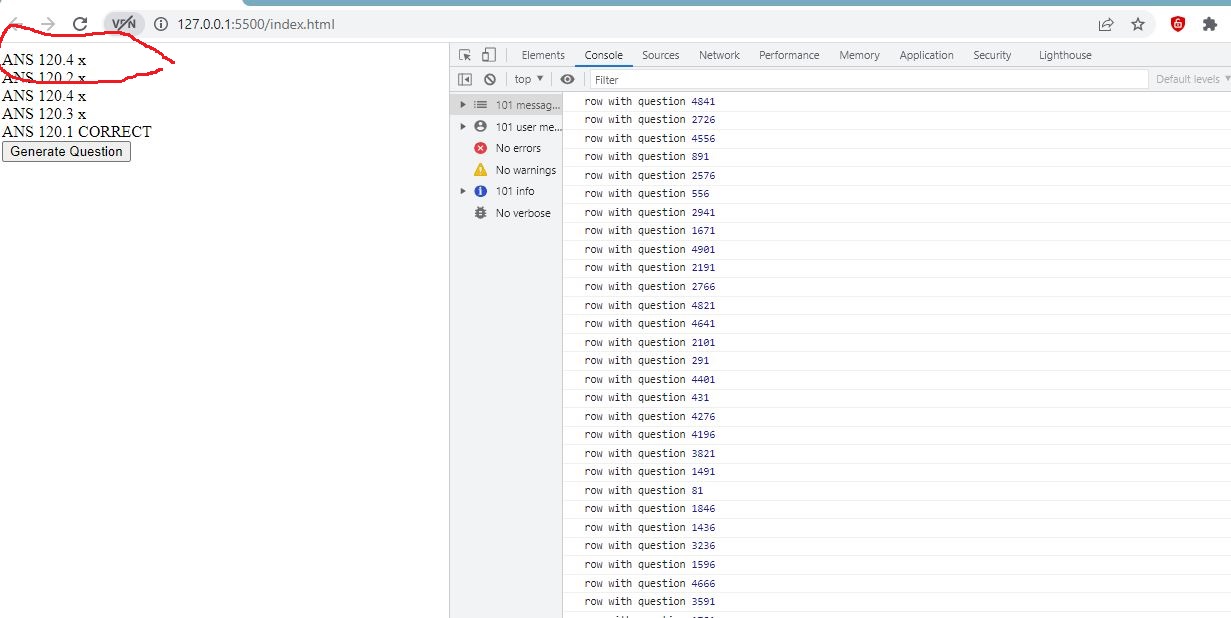 VPN 127.0.0.1:5500/index.html
ANS 120.4 x
ANS 120.2 x
ANS 120.4 x
ANS 120.3 x
ANS 120.1 CORRECT
Generate Question
Elements Console Sources Network Performance Memory Application Security Lighthouse
top ▼ Filter Default levels ▼
101 messag...
101 user me...
No errors
No warnings
101 info
No verbose
row with question 4841
row with question 2726
row with question 4556
row with question 891
row with question 2576
row with question 556
row with question 2941
row with question 1671
row with question 4901
row with question 2191
row with question 2766
row with question 4821
row with question 4641
row with question 2101
row with question 291
row with question 4401
row with question 431
row with question 4276
row with question 4196
row with question 3821
row with question 1491
row with question 81
row with question 1846
row with question 1436
row with question 3236
row with question 1596
row with question 4666
row with question 3591